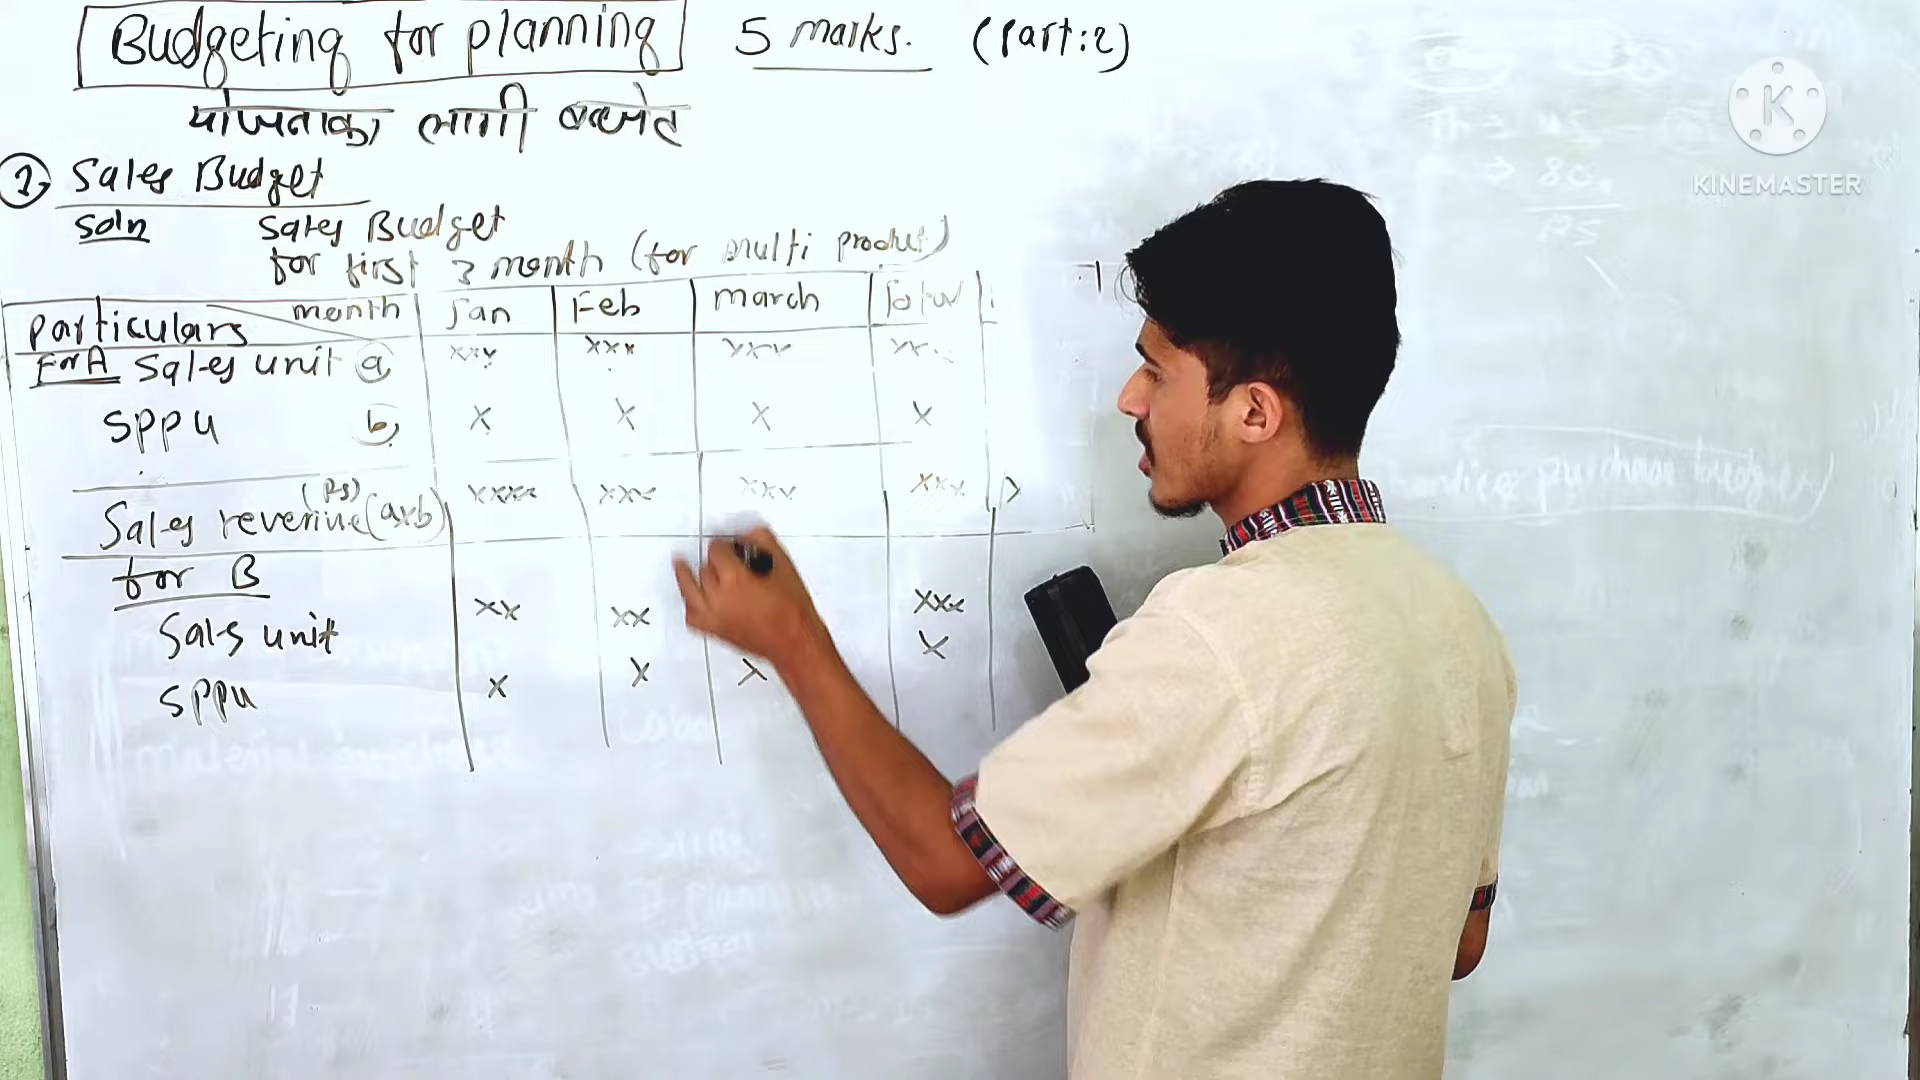 Budgeting for planning 5 marks. (Part:2)
योजनाका लागी बजेट
1, Sales Budget
soln Sales Budget
for first 3 month (for multi product)
Particulars month Jan Feb march Total
For A Sales unit a xxx xxx xxx xxx
SPPU b x x x x
Sales revenue (axb) (Rs) xxxx xxx xxx xxx
for B
Sals unit xx xx xxx
SPPU x x x x
KINEMASTER